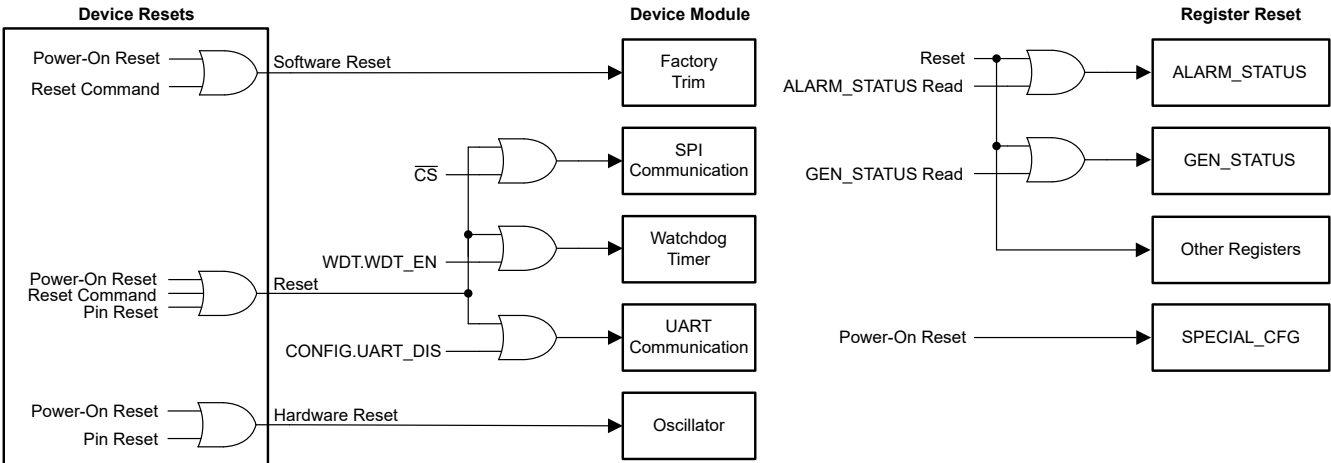 Device Resets
Power-On Reset
Reset Command
Software Reset
Power-On Reset
Reset Command
Pin Reset
Reset
Power-On Reset
Pin Reset
Hardware Reset
CS
WDT.WDT_EN
CONFIG.UART_DIS
Device Module
Factory
Trim
SPI
Communication
Watchdog
Timer
UART
Communication
Oscillator
Register Reset
Reset
ALARM_STATUS Read
ALARM_STATUS
GEN_STATUS Read
GEN_STATUS
Other Registers
Power-On Reset
SPECIAL_CFG